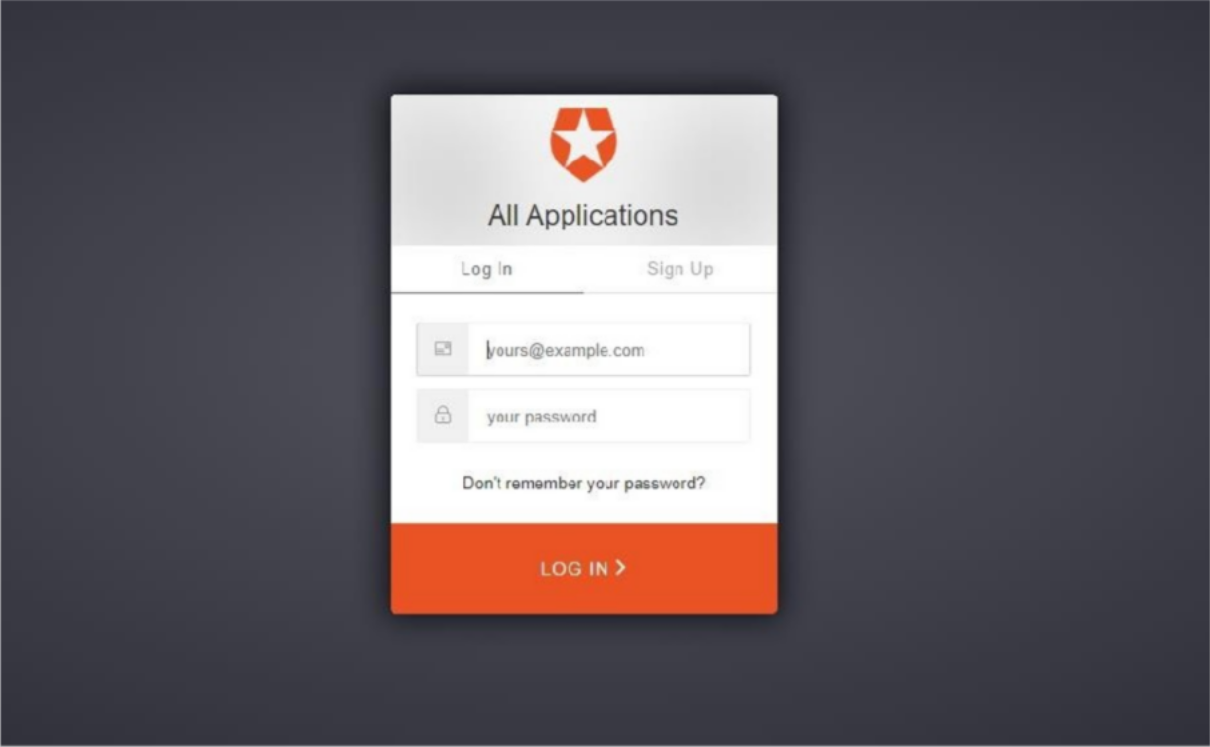 All Applications
Log In Sign Up
yours@example.com
your password
Don't remember your password?
LOG IN